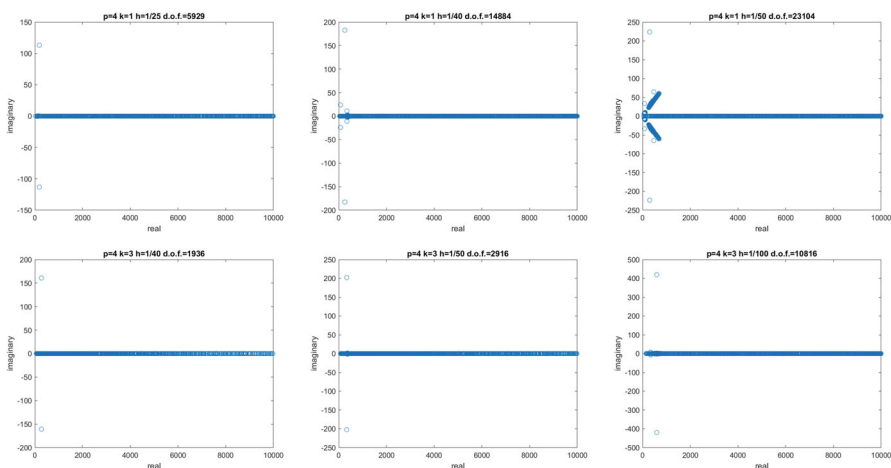 p=4 k=1 h=1/25 d.o.f.=5929
150
100
50
0
-50
-100
-150
imaginary
0 2000 4000 6000 8000 10000
real
p=4 k=1 h=1/40 d.o.f.=14884
200
150
100
50
0
-50
-100
-150
-200
imaginary
0 2000 4000 6000 8000 10000
real
p=4 k=1 h=1/50 d.o.f.=23104
250
200
150
100
50
0
-50
-100
-150
-200
-250
imaginary
0 2000 4000 6000 8000 10000
real
p=4 k=3 h=1/40 d.o.f.=1936
200
150
100
50
0
-50
-100
-150
-200
imaginary
0 2000 4000 6000 8000 10000
real
p=4 k=3 h=1/50 d.o.f.=2916
250
200
150
100
50
0
-50
-100
-150
-200
-250
imaginary
0 2000 4000 6000 8000 10000
real
p=4 k=3 h=1/100 d.o.f.=10816
500
400
300
200
100
0
-100
-200
-300
-400
-500
imaginary
0 2000 4000 6000 8000 10000
real